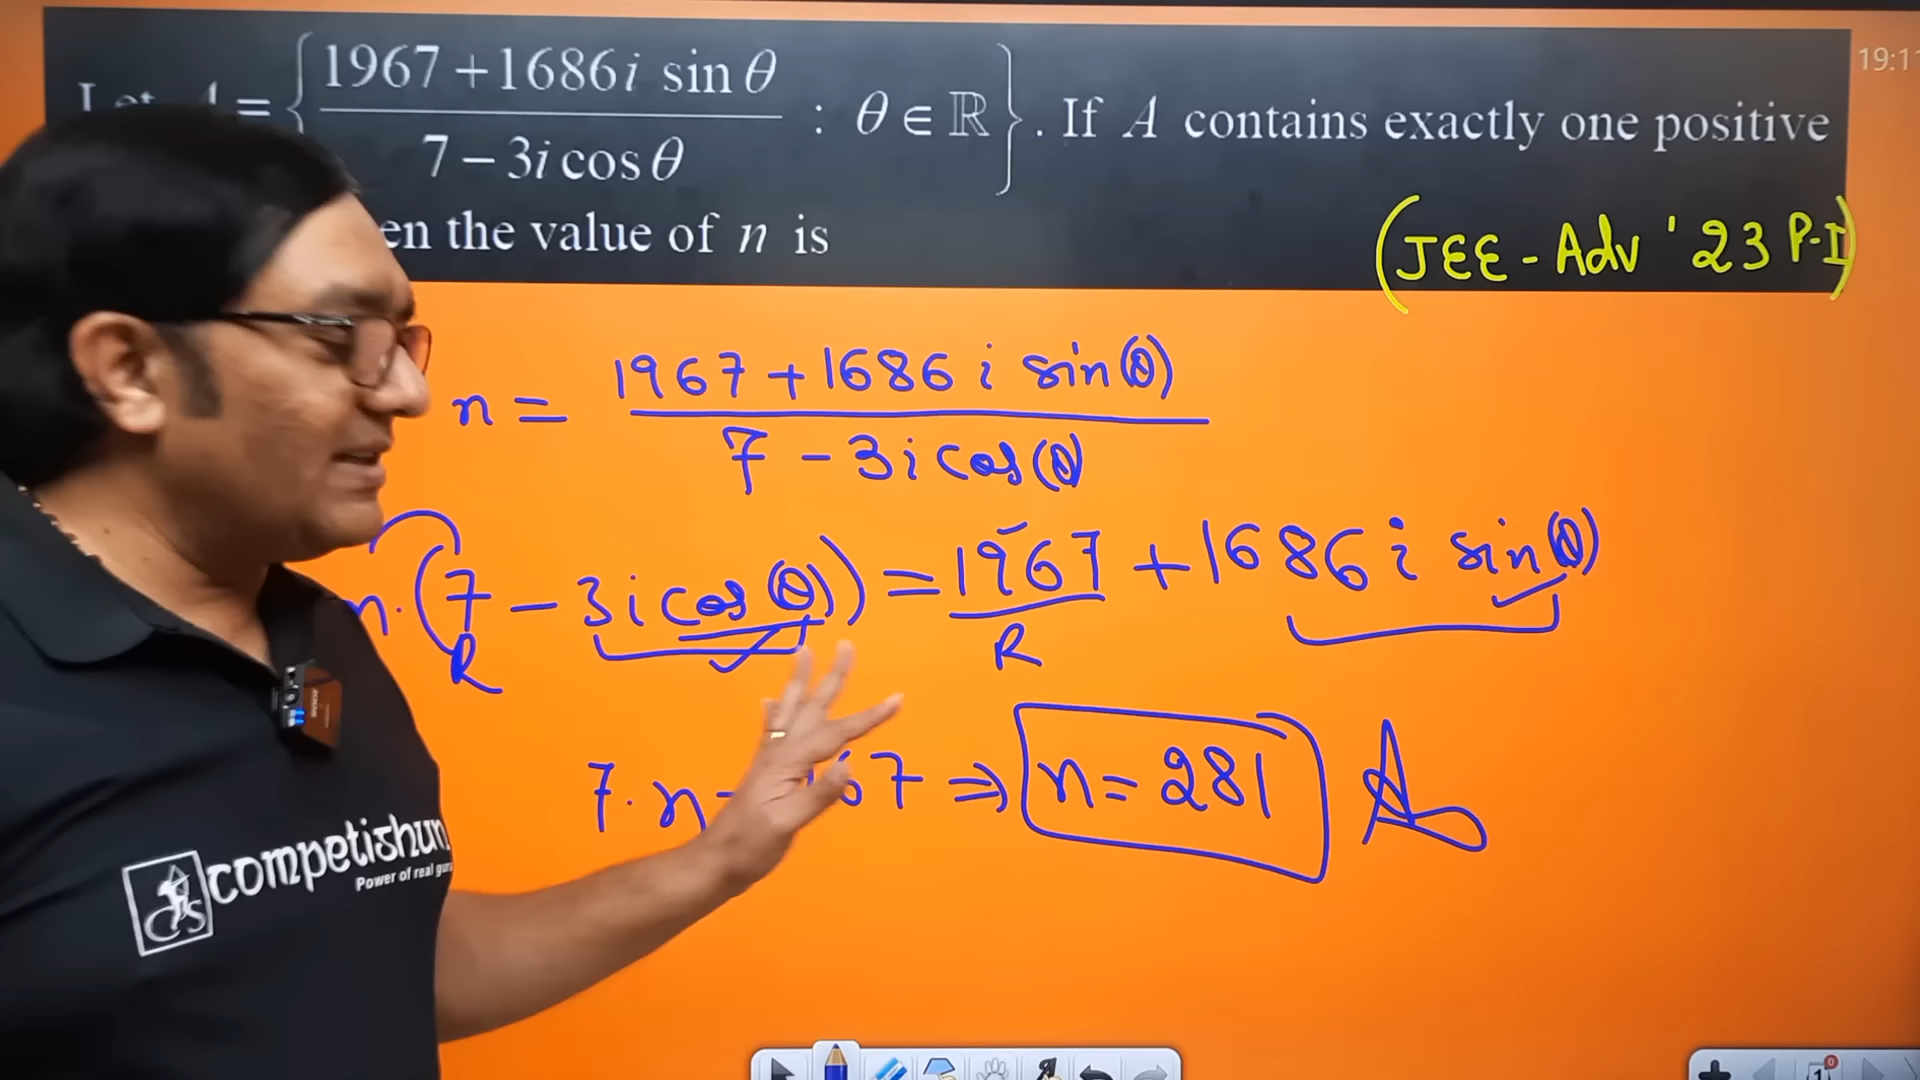 = { 1967 + 1686i sin θ / 7 − 3i cos θ : θ ∈ ℝ } . If A contains exactly one positive
en the value of n is
(JEE - Adv '23 P-I)
19:1
n = 1967 + 1686 i sin(θ) / 7 - 3i cos(θ)
n. (7 - 3i cos(θ)) = 1967 + 1686 i sin(θ)
R R
7. n 67 ⇒ n = 281 A
competishun
Power of real gur
CS